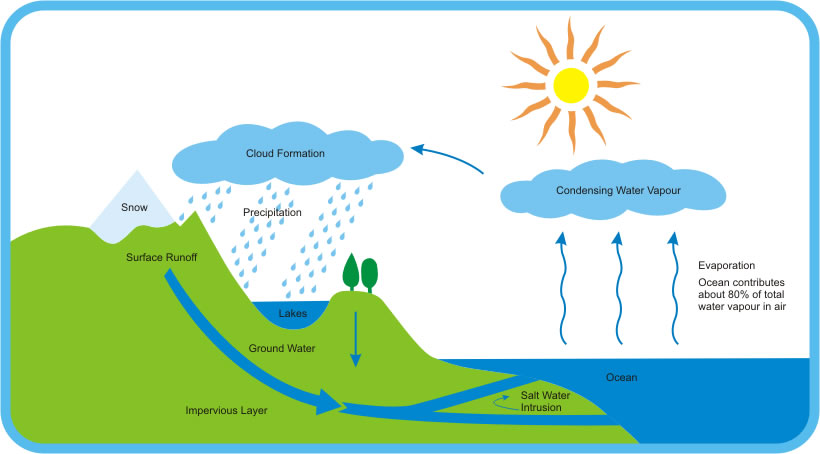 Cloud Formation
Condensing Water Vapour
Snow
Precipitation
Surface Runoff
Evaporation
Ocean contributes
about 80% of total
water vapour in air
Lakes
Ground Water
Ocean
Salt Water
Intrusion
Impervious Layer